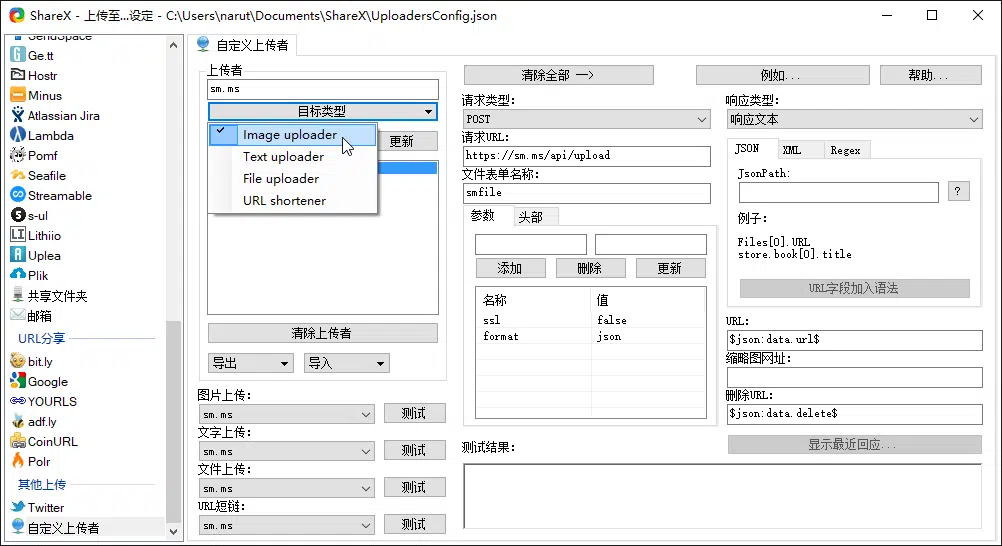 ShareX - 上传至...设定 - C:\Users\narut\Documents\ShareX\UploadersConfig.json
SendSpace
Ge.tt
Hostr
Minus
Atlassian Jira
Lambda
Pomf
Seafile
Streamable
s-ul
Lithiio
Uplea
Plik
共享文件夹
邮箱
URL分享
bit.ly
Google
YOURLS
adf.ly
CoinURL
Polr
其他上传
Twitter
自定义上传者
自定义上传者
上传者
sm.ms
目标类型
Image uploader
Text uploader
File uploader
URL shortener
更新
清除上传者
导出
导入
图片上传:
sm.ms
测试
文字上传:
sm.ms
测试
文件上传:
sm.ms
测试
URL短链:
sm.ms
测试
清除全部 —>
例如...
帮助...
请求类型:
POST
请求URL:
https://sm.ms/api/upload
文件表单名称:
smfile
参数
头部
添加
删除
更新
名称 值
ssl false
format json
响应类型:
响应文本
JSON
XML
Regex
JsonPath:
?
例子:
Files[0].URL
store.book[0].title
URL字段加入语法
URL:
$json:data.url$
缩略图网址:
删除URL:
$json:data.delete$
显示最近回应...
测试结果: